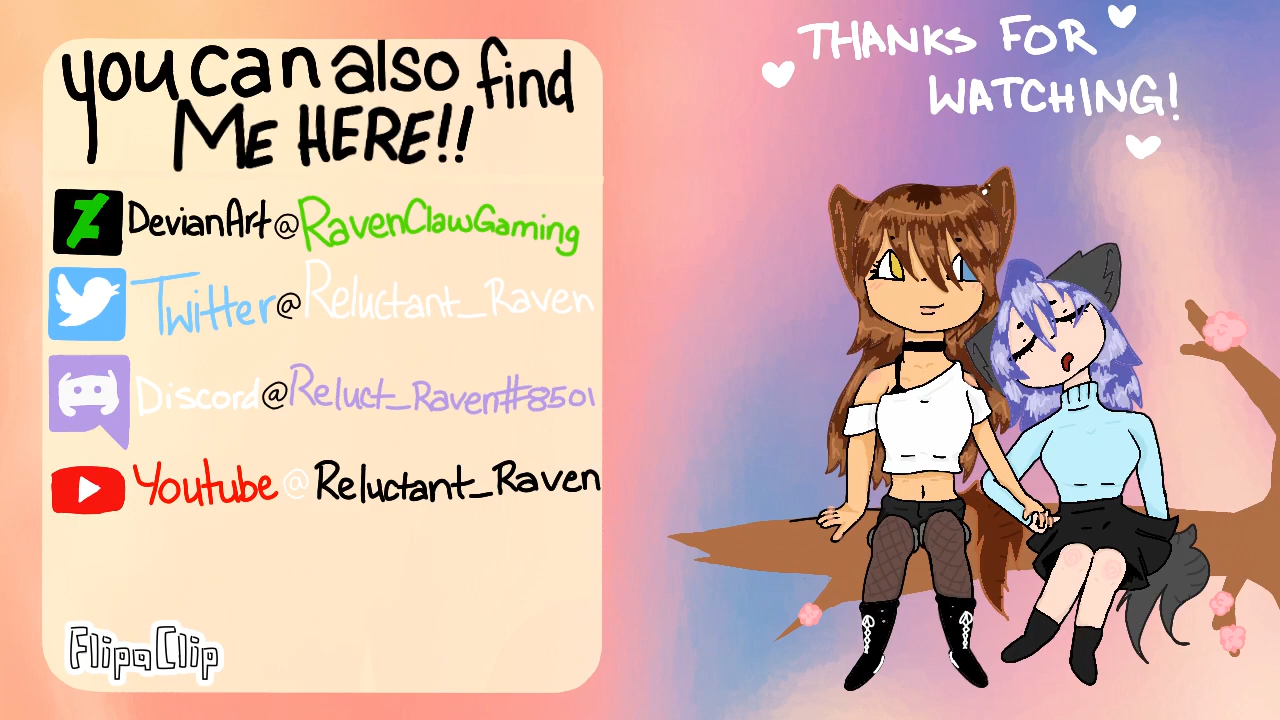 you can also find
ME HERE!!
DevianArt@RavenClawGaming
Twitter@Reluctant_Raven
Discord@Reluct_Raven#8501
Youtube@Reluctant_Raven
FlipaClip
THANKS FOR
WATCHING!